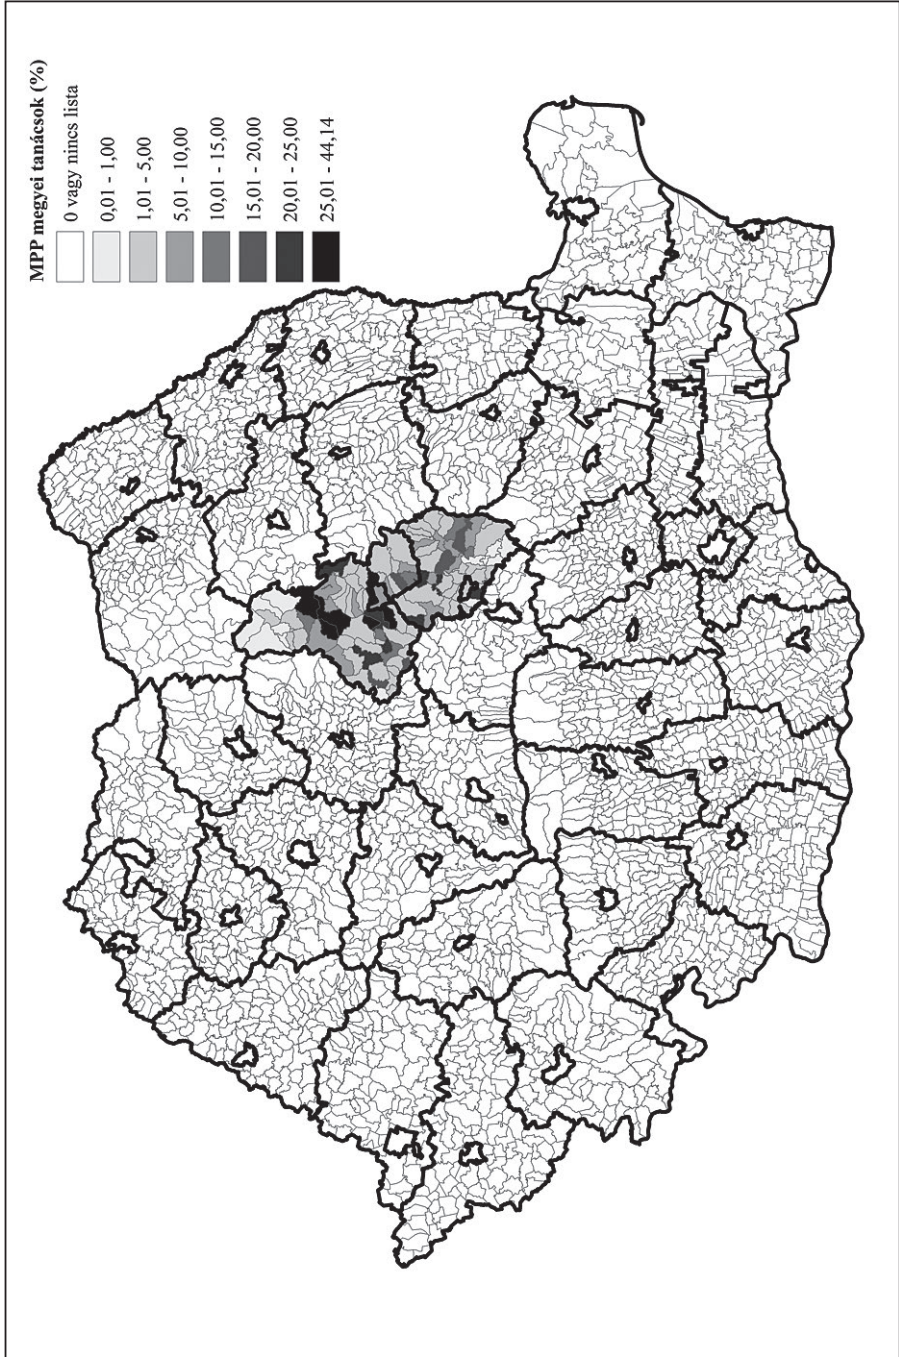 MPP megyei tanácsok (%)
0 vagy nincs lista
0,01 - 1,00
1,01 - 5,00
5,01 - 10,00
10,01 - 15,00
15,01 - 20,00
20,01 - 25,00
25,01 - 44,14